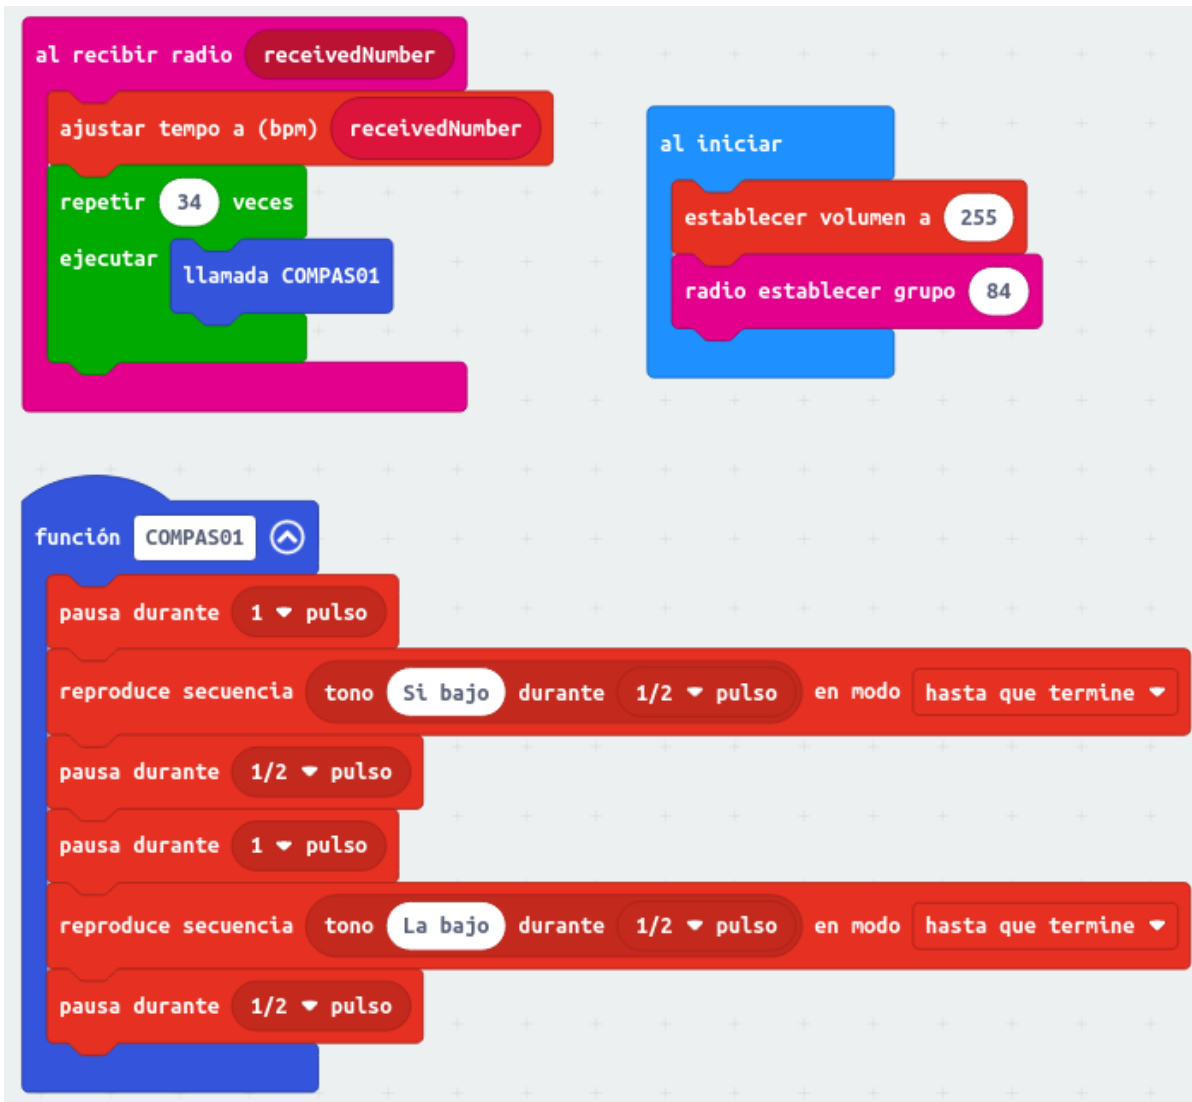 al recibir radio receivedNumber
ajustar tempo a (bpm) receivedNumber
repetir 34 veces
ejecutar
llamada COMPAS01
al iniciar
establecer volumen a 255
radio establecer grupo 84
función COMPAS01
pausa durante 1 pulso
reproduce secuencia tono Si bajo durante 1/2 pulso en modo hasta que termine
pausa durante 1/2 pulso
pausa durante 1 pulso
reproduce secuencia tono La bajo durante 1/2 pulso en modo hasta que termine
pausa durante 1/2 pulso